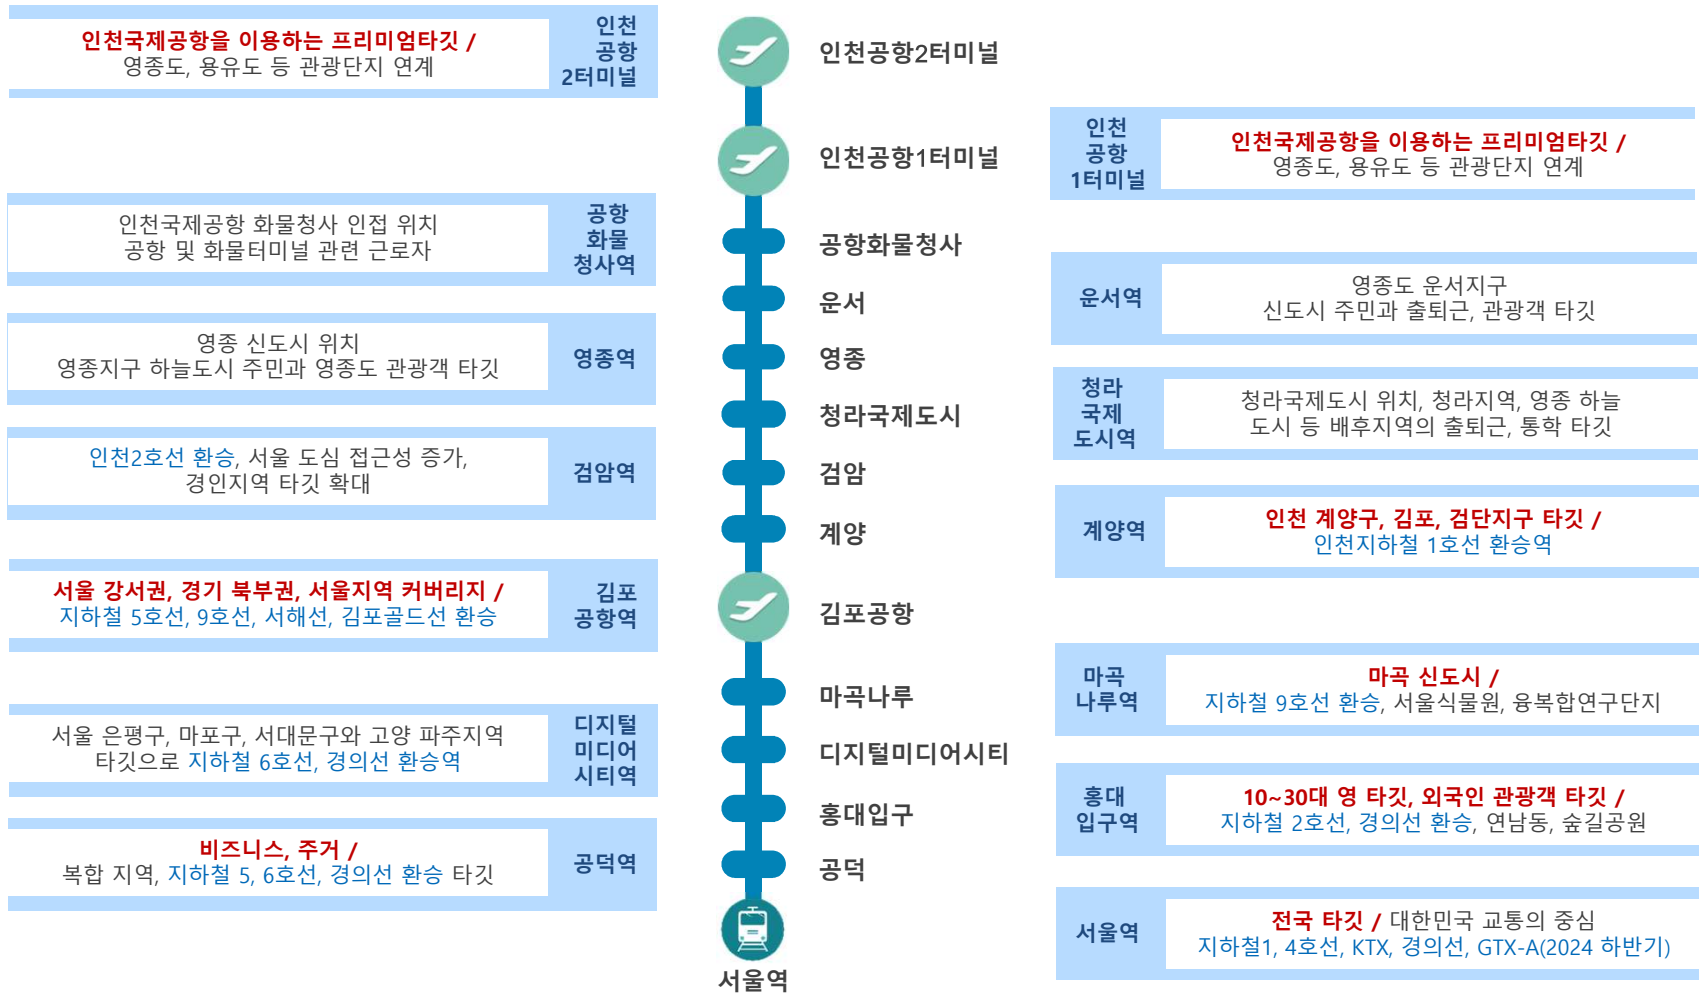 인천국제공항을 이용하는 프리미엄타깃 /
영종도, 용유도 등 관광단지 연계
인천
공항
2터미널
인천국제공항 화물청사 인접 위치
공항 및 화물터미널 관련 근로자
공항
화물
청사역
영종 신도시 위치
영종지구 하늘도시 주민과 영종도 관광객 타깃
영종역
인천2호선 환승, 서울 도심 접근성 증가,
경인지역 타깃 확대
검암역
서울 강서권, 경기 북부권, 서울지역 커버리지 /
지하철 5호선, 9호선, 서해선, 김포골드선 환승
김포
공항역
서울 은평구, 마포구, 서대문구와 고양 파주지역
타깃으로 지하철 6호선, 경의선 환승역
디지털
미디어
시티역
비즈니스, 주거 /
복합 지역, 지하철 5, 6호선, 경의선 환승 타깃
공덕역
인천공항2터미널
인천공항1터미널
공항화물청사
운서
영종
청라국제도시
검암
계양
김포공항
마곡나루
디지털미디어시티
홍대입구
공덕
서울역
인천
공항
1터미널
인천국제공항을 이용하는 프리미엄타깃 /
영종도, 용유도 등 관광단지 연계
운서역
영종도 운서지구
신도시 주민과 출퇴근, 관광객 타깃
청라
국제
도시역
청라국제도시 위치, 청라지역, 영종 하늘
도시 등 배후지역의 출퇴근, 통학 타깃
계양역
인천 계양구, 김포, 검단지구 타깃 /
인천지하철 1호선 환승역
마곡
나루역
마곡 신도시 /
지하철 9호선 환승, 서울식물원, 융복합연구단지
홍대
입구역
10~30대 영 타깃, 외국인 관광객 타깃 /
지하철 2호선, 경의선 환승, 연남동, 숲길공원
서울역
전국 타깃 / 대한민국 교통의 중심
지하철1, 4호선, KTX, 경의선, GTX-A(2024 하반기)